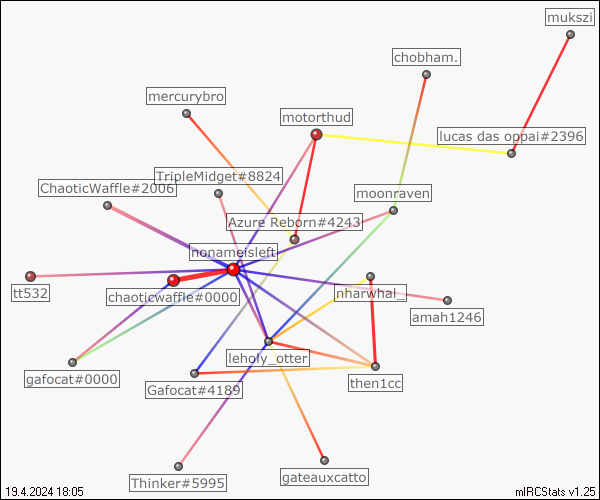 mukszi
chobham.
mercurybro
motorthud
lucas das oppai#2396
TripleMidget#8824
ChaoticWaffle#2006
moonraven
Azure Reborn#4243
nonameisleft
tt532
chaoticwaffle#0000
nharwhal_
amah1246
leholy_otter
gafocat#0000
Gafocat#4189
then1cc
Thinker#5995
gateauxcatto
19.4.2024 18:05
mIRCStats v1.25